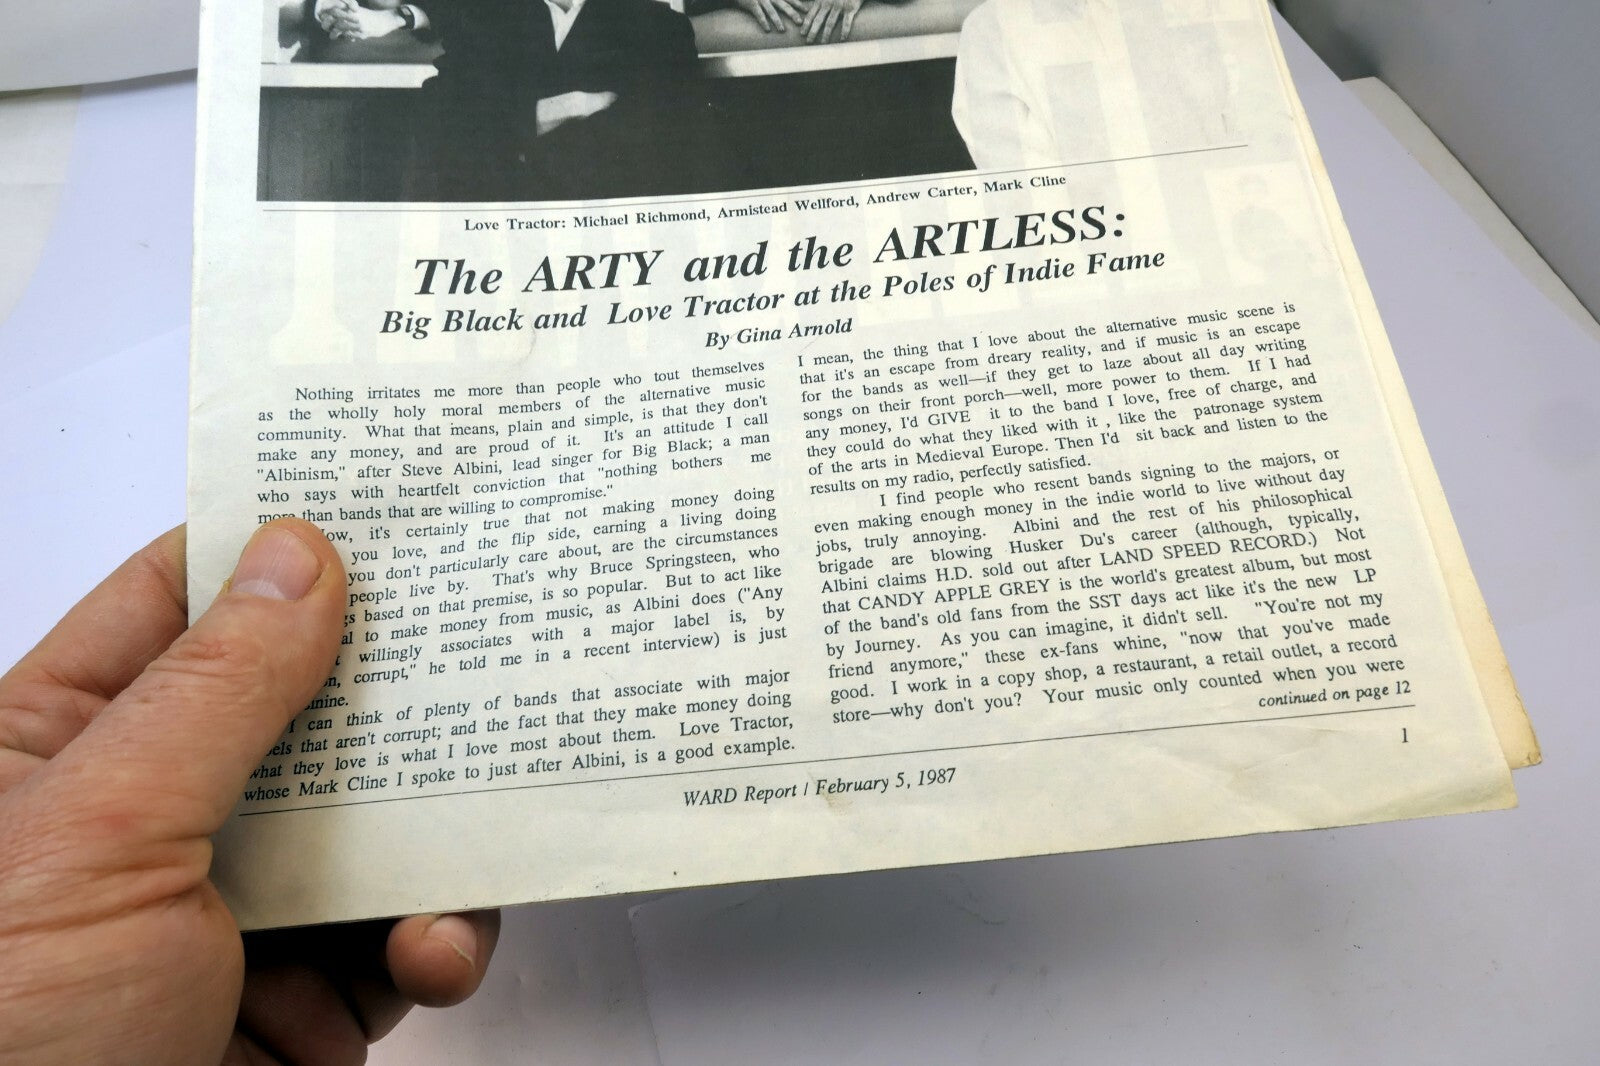 Love Tractor: Michael Richmond, Armistead Wellford, Andrew Carter, Mark Cline
The ARTY and the ARTLESS:
Big Black and Love Tractor at the Poles of Indie Fame
By Gina Arnold
Nothing irritates me more than people who tout themselves
as the wholly holy moral members of the alternative music
community. What that means, plain and simple, is that they don't
make any money, and are proud of it. It's an attitude I call
"Albinism," after Steve Albini, lead singer for Big Black; a man
who says with heartfelt conviction that "nothing bothers me
more than bands that are willing to compromise."
ow, it's certainly true that not making money doing
you love, and the flip side, earning a living doing
you don't particularly care about, are the circumstances
people live by. That's why Bruce Springsteen, who
gs based on that premise, is so popular. But to act like
al to make money from music, as Albini does ("Any
t willingly associates with a major label is, by
n, corrupt," he told me in a recent interview) is just
inine.
I can think of plenty of bands that associate with major
els that aren't corrupt; and the fact that they make money doing
what they love is what I love most about them. Love Tractor,
whose Mark Cline I spoke to just after Albini, is a good example.
I mean, the thing that I love about the alternative music scene is
that it's an escape from dreary reality, and if music is an escape
for the bands as well—if they get to laze about all day writing
songs on their front porch—well, more power to them. If I had
any money, I'd GIVE it to the band I love, free of charge, and
they could do what they liked with it , like the patronage system
of the arts in Medieval Europe. Then I'd sit back and listen to the
results on my radio, perfectly satisfied.
I find people who resent bands signing to the majors, or
even making enough money in the indie world to live without day
jobs, truly annoying. Albini and the rest of his philosophical
brigade are blowing Husker Du's career (although, typically,
Albini claims H.D. sold out after LAND SPEED RECORD.) Not
that CANDY APPLE GREY is the world's greatest album, but most
of the band's old fans from the SST days act like it's the new LP
by Journey. As you can imagine, it didn't sell. "You're not my
friend anymore," these ex-fans whine, "now that you've made
good. I work in a copy shop, a restaurant, a retail outlet, a record
store—why don't you? Your music only counted when you were
continued on page 12
WARD Report / February 5, 1987
1